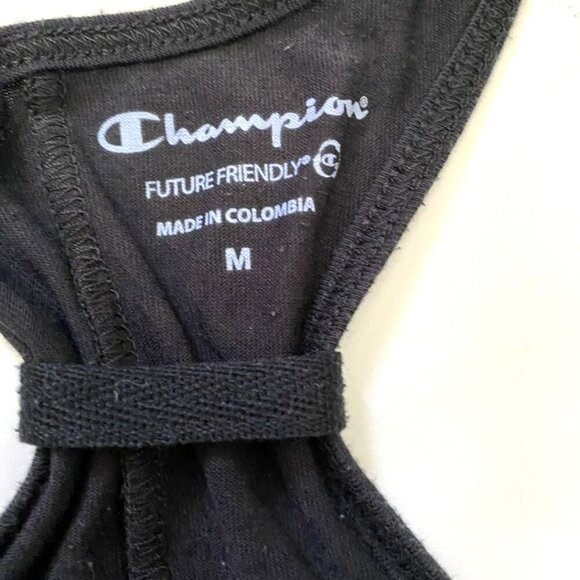 Champion®
FUTURE FRIENDLY®
MADE IN COLOMBIA
M